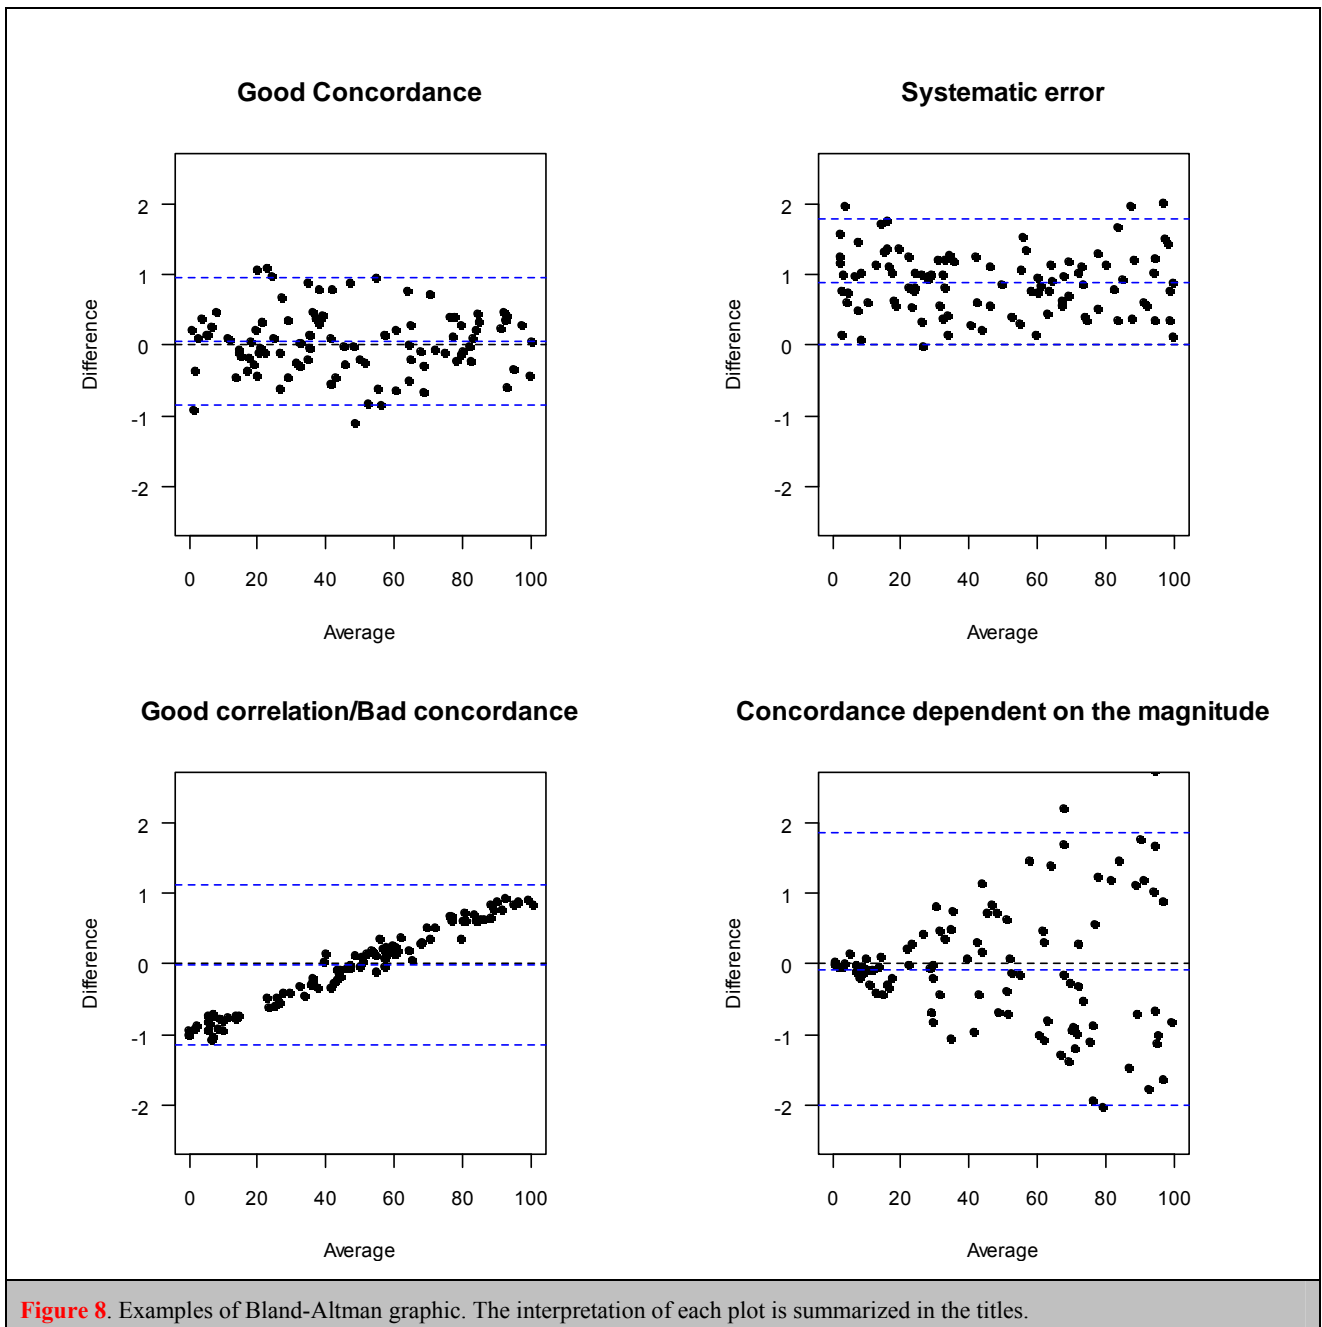 Good Concordance
Systematic error
2
1
0
-1
-2
Difference
0 20 40 60 80 100
Average
2
1
0
-1
-2
Difference
0 20 40 60 80 100
Average
Good correlation/Bad concordance
Concordance dependent on the magnitude
2
1
0
-1
-2
Difference
0 20 40 60 80 100
Average
2
1
0
-1
-2
Difference
0 20 40 60 80 100
Average
Figure 8. Examples of Bland-Altman graphic. The interpretation of each plot is summarized in the titles.